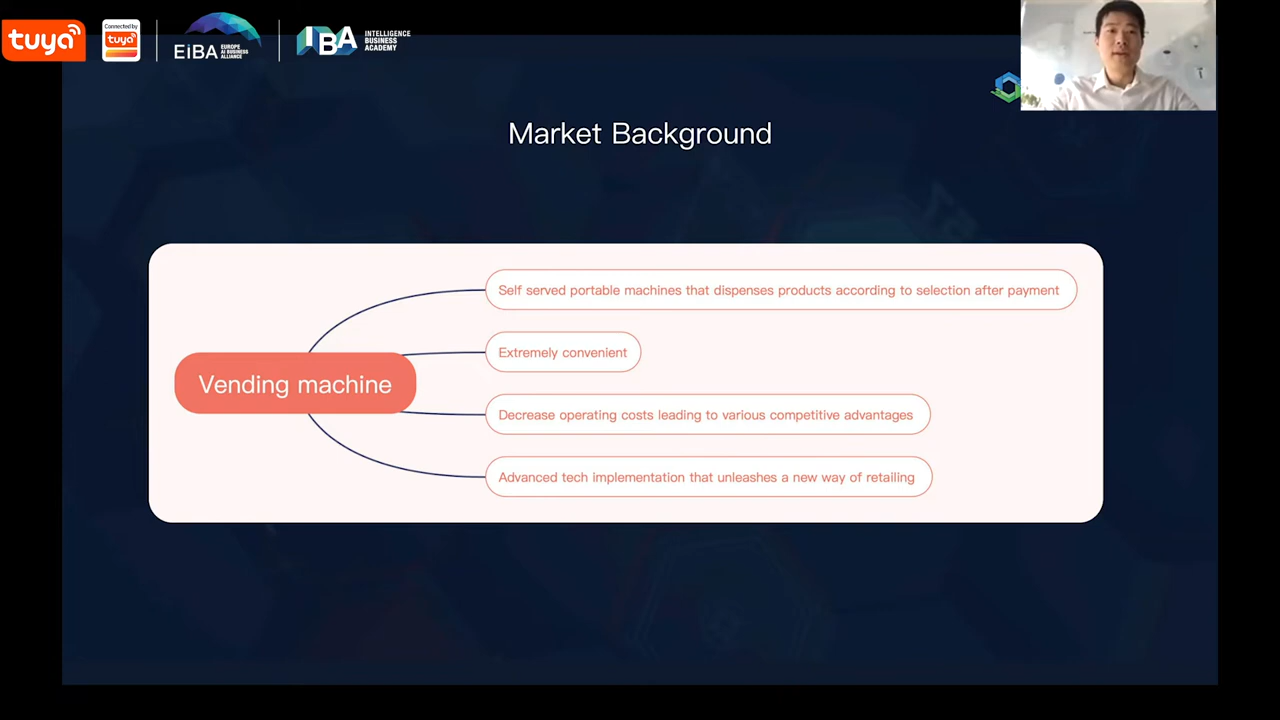 tuya
Connected by
tuya
EiBA
EUROPE
AI BUSINESS
ALLIANCE
IBA
INTELLIGENCE
BUSINESS
ACADEMY
Market Background
Vending machine
Self served portable machines that dispenses products according to selection after payment
Extremely convenient
Decrease operating costs leading to various competitive advantages
Advanced tech implementation that unleashes a new way of retailing